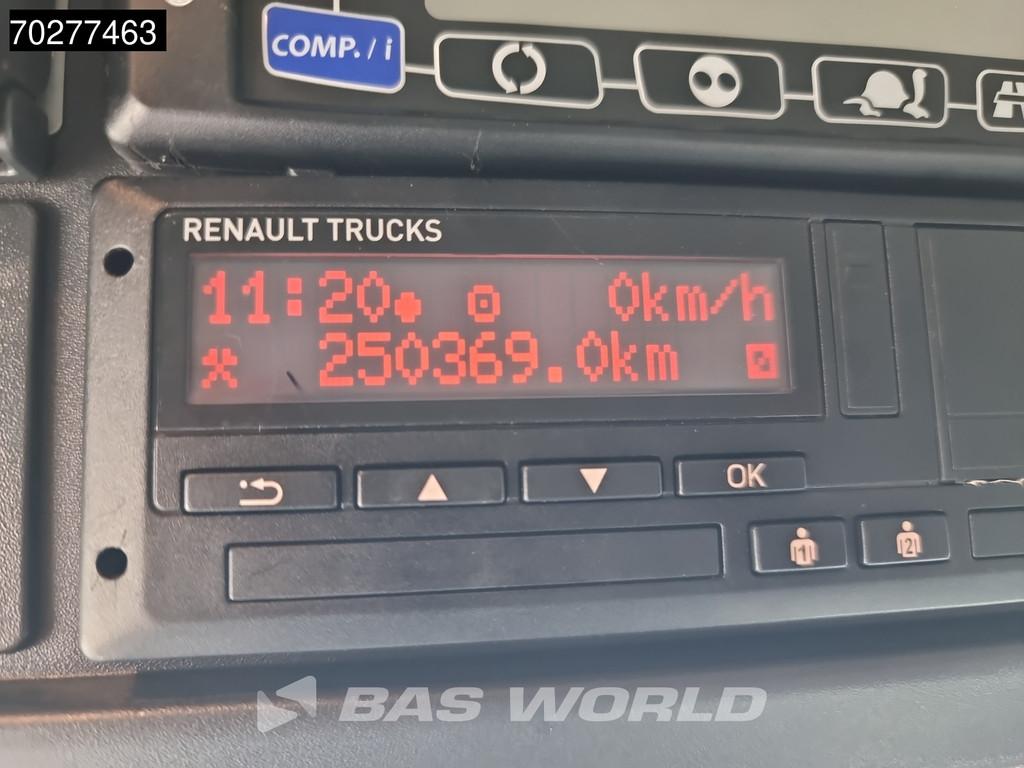 70277463
COMP. / i
RENAULT TRUCKS
11:20 0km/h
250369.0km
OK
1 2
BAS WORLD